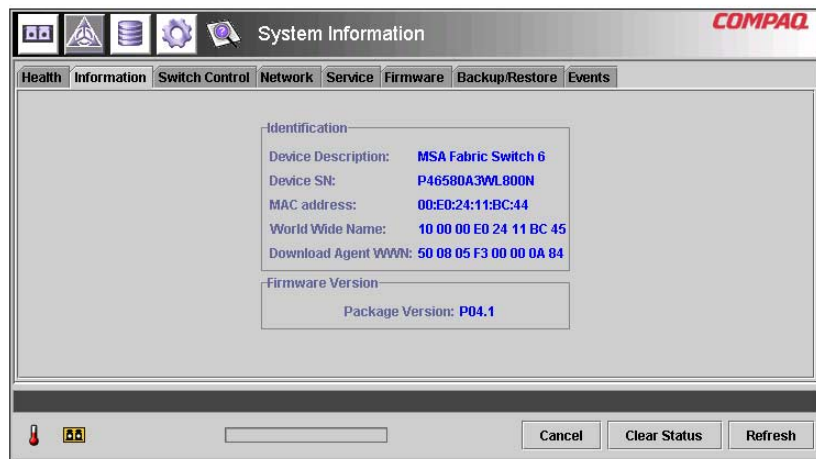 System Information
COMPAQ
Health Information Switch Control Network Service Firmware Backup/Restore Events
Identification
Device Description: MSA Fabric Switch 6
Device SN: P46580A3WL800N
MAC address: 00:E0:24:11:BC:44
World Wide Name: 10 00 00 E0 24 11 BC 45
Download Agent WWN: 50 08 05 F3 00 00 0A 84
Firmware Version
Package Version: P04.1
Cancel Clear Status Refresh